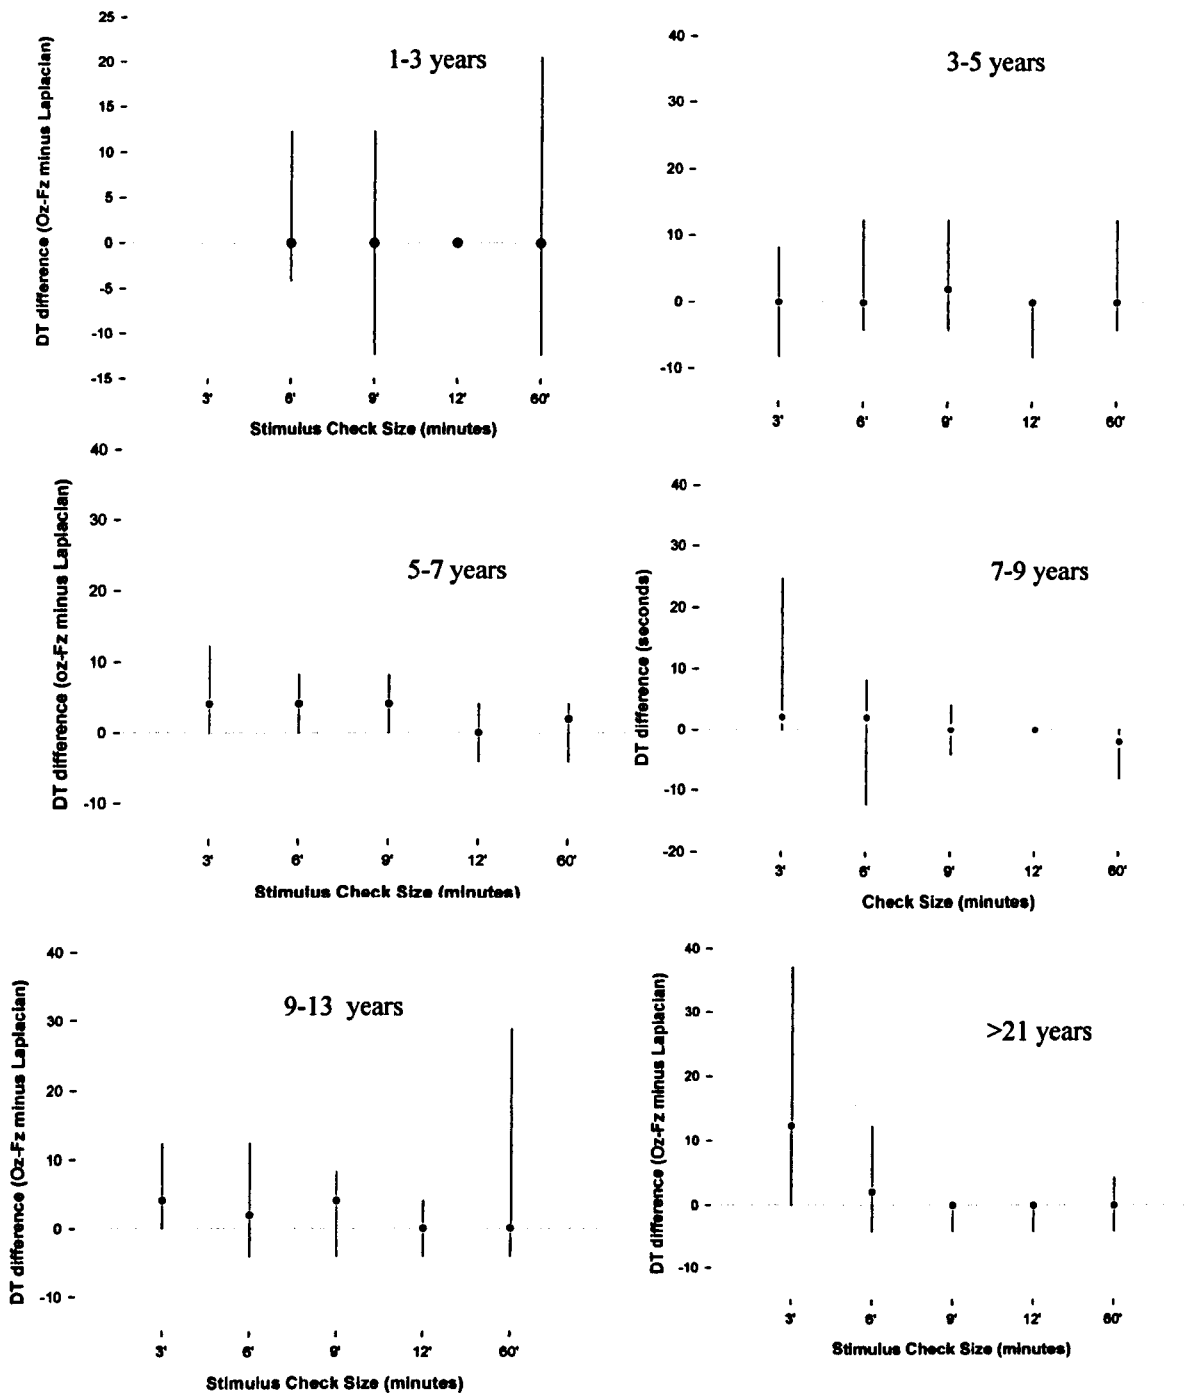 25 -
20 -
15 -
10 -
5 -
0 -
-5 -
-10 -
-15 -
DT difference (Oz-Fz minus Laplacian)
1-3 years
3' 6' 9' 12' 60'
Stimulus Check Size (minutes)
40 -
30 -
20 -
10 -
0 -
-10 -
3-5 years
3' 6' 9' 12' 60'
40 -
30 -
20 -
10 -
0 -
-10 -
DT difference (oz-Fz minus Laplacian)
5-7 years
3' 6' 9' 12' 60'
Stimulus Check Size (minutes)
40 -
30 -
20 -
10 -
0 -
-10 -
-20 -
DT difference (seconds)
7-9 years
3' 6' 9' 12' 60'
Check Size (minutes)
40 -
30 -
20 -
10 -
0 -
-10 -
DT difference (Oz-Fz minus Laplacian)
9-13 years
3' 6' 9' 12' 60'
Stimulus Check Size (minutes)
40 -
30 -
20 -
10 -
0 -
-10 -
DT difference (Oz-Fz minus Laplacian)
>21 years
3' 6' 9' 12' 60'
Stimulus Check Size (minutes)